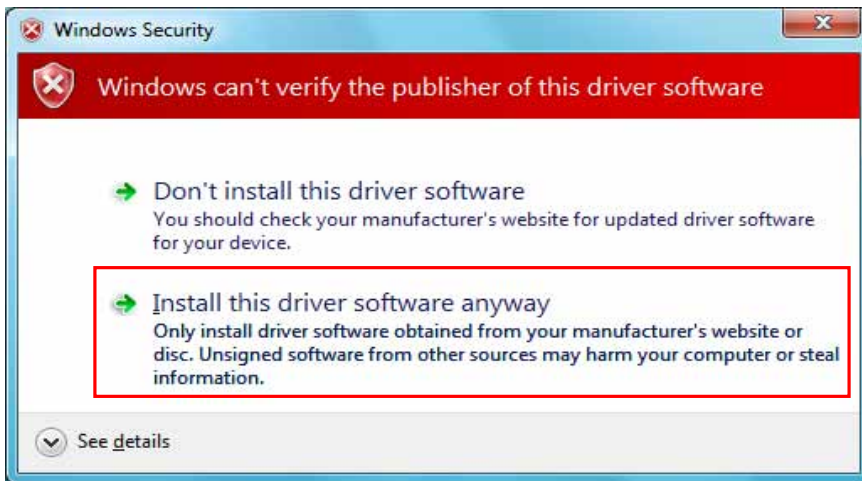 Windows Security
Windows can't verify the publisher of this driver software
Don't install this driver software
You should check your manufacturer's website for updated driver software
for your device.
Install this driver software anyway
Only install driver software obtained from your manufacturer's website or
disc. Unsigned software from other sources may harm your computer or steal
information.
See details